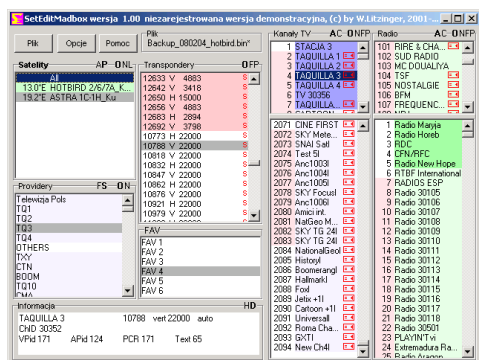 SetEditMadbox wersja 1.00 niezarejestrowana wersja demonstracyjna, (c) by W.Litzinger, 2001-...
Plik
Opcje
Pomoc
Plik
Backup_080204_hotbird.bin*
Satelity AP-ONL
All
13.0°E HOTBIRD 2/6/7A_K...
19.2°E ASTRA 1C-1H_Ku
Transpondery OFP
12633 V 4883 S
12642 V 3418 S
12650 H 15000 S
12656 V 4883 S
12683 H 2894 S
12692 V 3798 S
10773 H 22000 S
10788 V 22000 S
10818 V 22000 S
10832 H 22000 S
10847 V 22000 S
10862 H 22000 S
10876 V 22000 S
10921 H 22000 S
10979 V 22000 S
Providery FS-ON
Telewizja Pols
TQ1
TQ2
TQ3
TQ4
OTHERS
TXY
CTN
BOOM
TQ10
CMA
FAV
FAV 1
FAV 2
FAV 3
FAV 4
FAV 5
FAV 6
Informacja HD-
TAQUILLA 3 10788 vert 22000 auto
CND 30352
VPid 171 APid 124 PCR 171 Text 65
Kanały TV AC ONFP
1 STACJA 3
2 TAQUILLA 1
3 TAQUILLA 2
4 TAQUILLA 3
5 TAQUILLA 4
6 TV 30356
7 TAQUILLA
8 CARTOON
2071 CINE FIRST
2072 SKY Mete...
2073 SNAI Sat
2074 Test 5
2075 Anc1003
2076 Anc1004
2077 Anc1005
2078 SKY Focus
2079 Anc1006
2080 Amici int.
2081 NatGeo M...
2082 SKY TG 24
2083 SKY TG 24
2084 NationalGeo
2085 History
2086 Boomerang
2087 Hallmark
2088 Fox
2089 Jetix +1
2090 Cartoon +1
2091 Universal
2092 Roma Cha...
2093 GXT
2094 New Ch4
Radio AC ONFP
101 RIRE & CHA...
102 SUD RADIO
103 MC DOUALIYA
104 TSF
105 NOSTALGIE
106 BFM
107 FREQUENC...
1 Radio Maryja
2 Radio Horeb
3 RDC
4 CFN/RFC
5 Radio New Hope
6 RTBF International
7 RADIOS ESP
8 Radio 30105
9 Radio 30106
10 Radio 30107
11 Radio 30108
12 Radio 30109
13 Radio 30110
14 Radio 30111
15 Radio 30112
16 Radio 30113
17 Radio 30114
18 Radio 30115
19 Radio 30116
20 Radio 30117
21 Radio 30118
22 Radio 30501
23 PLAYIN'T vi
24 Extremadura Ra...
25 Radio Aragon